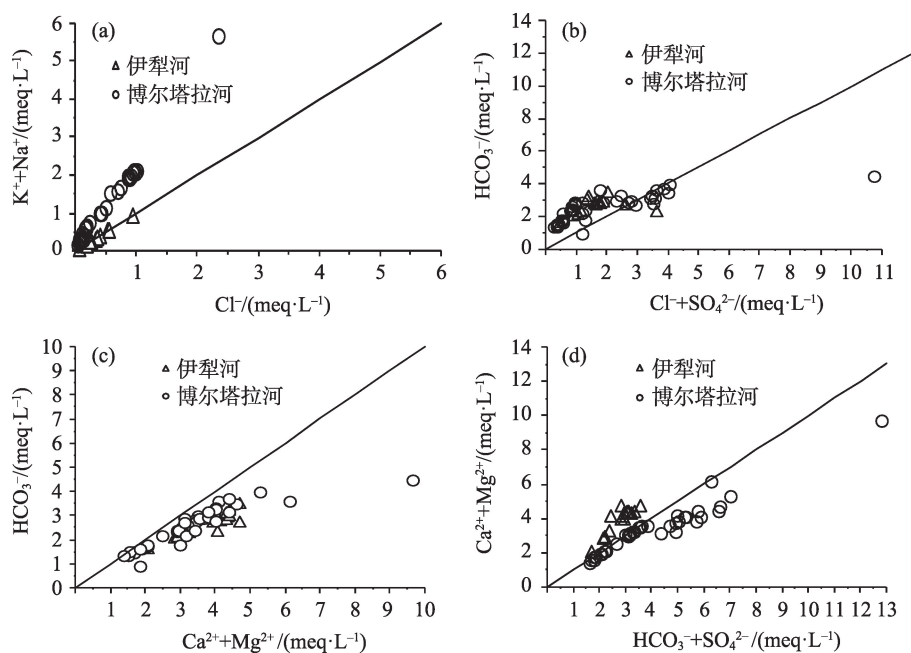 (a)
伊犁河
博尔塔拉河
K⁺+Na⁺/(meq·L⁻¹)
6
5
4
3
2
1
0
1 2 3 4 5 6
Cl⁻/(meq·L⁻¹)
(b)
伊犁河
博尔塔拉河
HCO₃⁻/(meq·L⁻¹)
14
12
10
8
6
4
2
0
1 2 3 4 5 6 7 8 9 10 11
Cl⁻+SO₄²⁻/(meq·L⁻¹)
(c)
伊犁河
博尔塔拉河
HCO₃⁻/(meq·L⁻¹)
10
9
8
7
6
5
4
3
2
1
0
1 2 3 4 5 6 7 8 9 10
Ca²⁺+Mg²⁺/(meq·L⁻¹)
(d)
伊犁河
博尔塔拉河
Ca²⁺+Mg²⁺/(meq·L⁻¹)
14
12
10
8
6
4
2
0
1 2 3 4 5 6 7 8 9 10 11 12 13
HCO₃⁻+SO₄²⁻/(meq·L⁻¹)